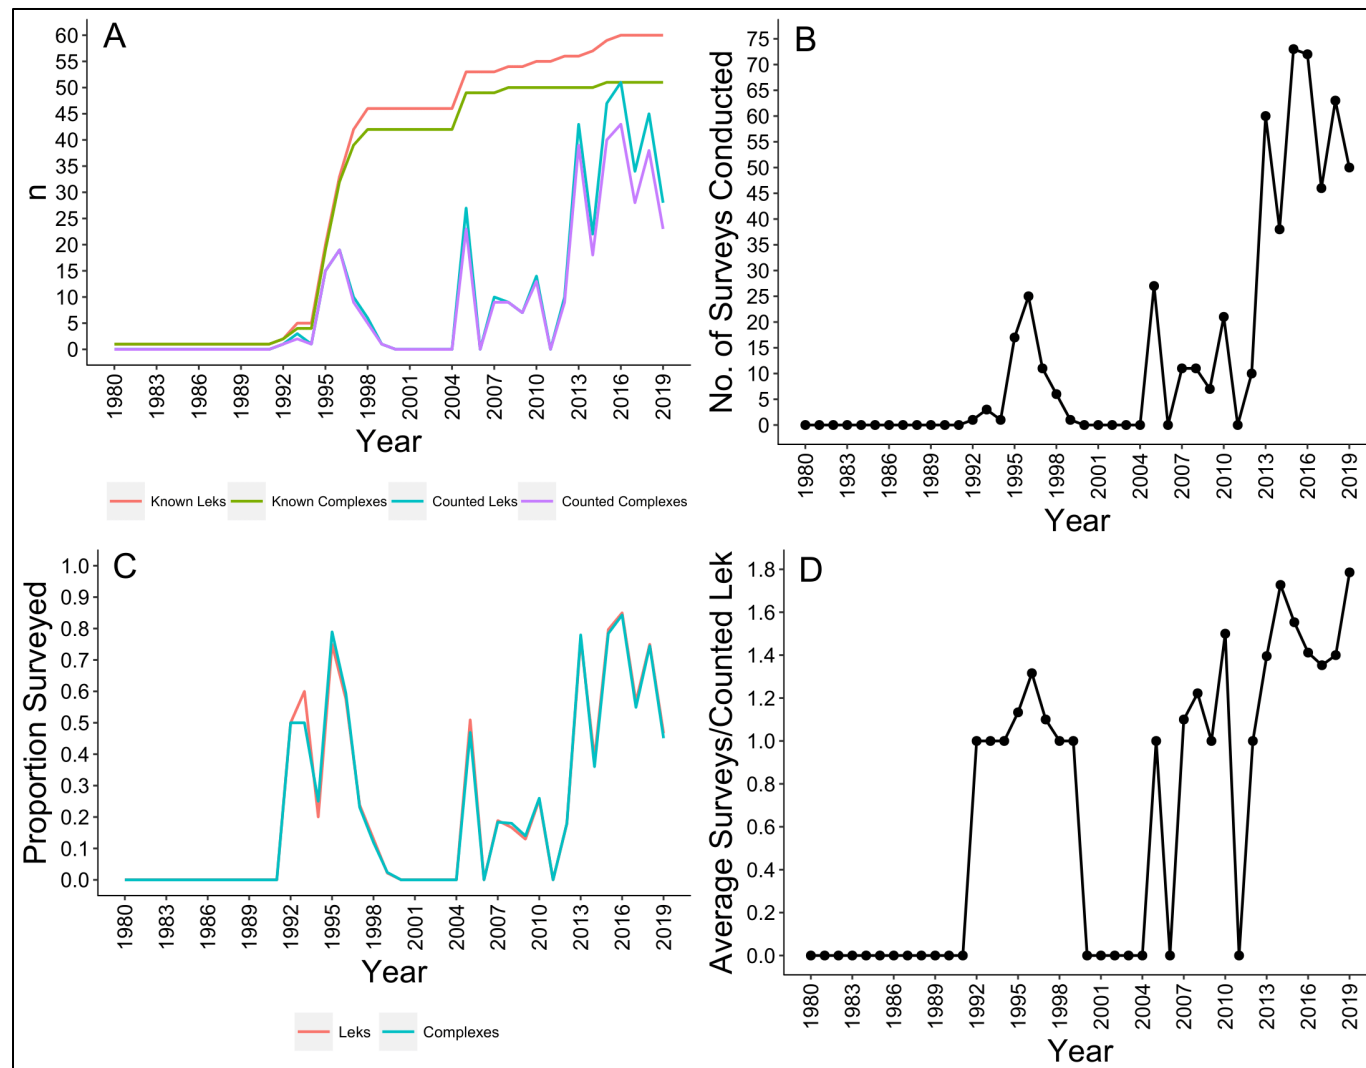 A
60
55
50
45
40
35
30
25
20
15
10
5
0
n
1980 1983 1986 1989 1992 1995 1998 2001 2004 2007 2010 2013 2016 2019
Year
Known Leks Known Complexes Counted Leks Counted Complexes
B
75
70
65
60
55
50
45
40
35
30
25
20
15
10
5
0
No. of Surveys Conducted
1980 1983 1986 1989 1992 1995 1998 2001 2004 2007 2010 2013 2016 2019
Year
C
1.0
0.9
0.8
0.7
0.6
0.5
0.4
0.3
0.2
0.1
0.0
Proportion Surveyed
1980 1983 1986 1989 1992 1995 1998 2001 2004 2007 2010 2013 2016 2019
Year
Leks Complexes
D
1.8
1.6
1.4
1.2
1.0
0.8
0.6
0.4
0.2
0.0
Average Surveys/Counted Lek
1980 1983 1986 1989 1992 1995 1998 2001 2004 2007 2010 2013 2016 2019
Year